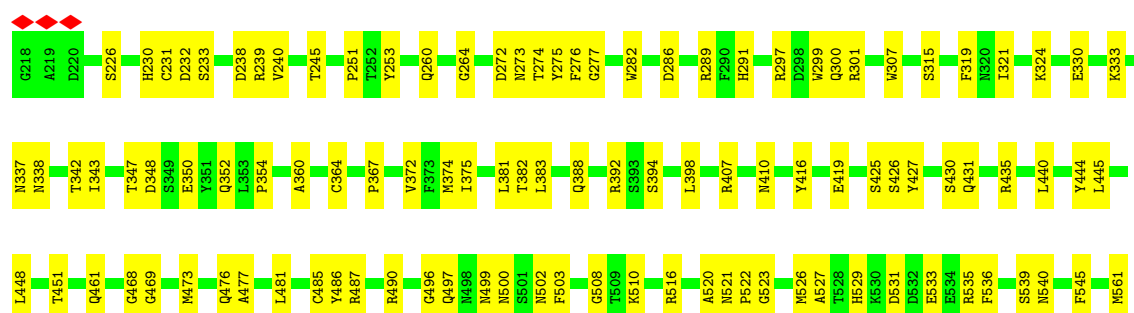 G218 A219 D220 S226 H230 C231 D232 S233 D238 R239 V240 T245 P251 T252 Y253 Q260 G264 D272 N273 T274 Y275 F276 G277 W282 D286 R289 F290 H291 R297 D298 W299 Q300 R301 W307 S315 F319 N320 I321 K324 E330 K333
N337 N338 T342 I343 T347 D348 S349 E350 Y351 Q352 L353 P354 A360 C364 P367 V372 F373 M374 I375 L381 T382 L383 Q388 R392 S393 S394 L398 R407 N410 Y416 E419 S425 S426 Y427 S430 Q431 R435 L440 Y444 L445
L448 T451 Q461 G468 G469 M473 Q476 A477 L481 C485 Y486 R487 R490 G496 Q497 N498 N499 N500 S501 N502 F503 G508 T509 K510 R516 A520 N521 P522 G523 M526 A527 T528 H529 K530 D531 D532 E533 E534 R535 F536 S539 N540 F545 M561